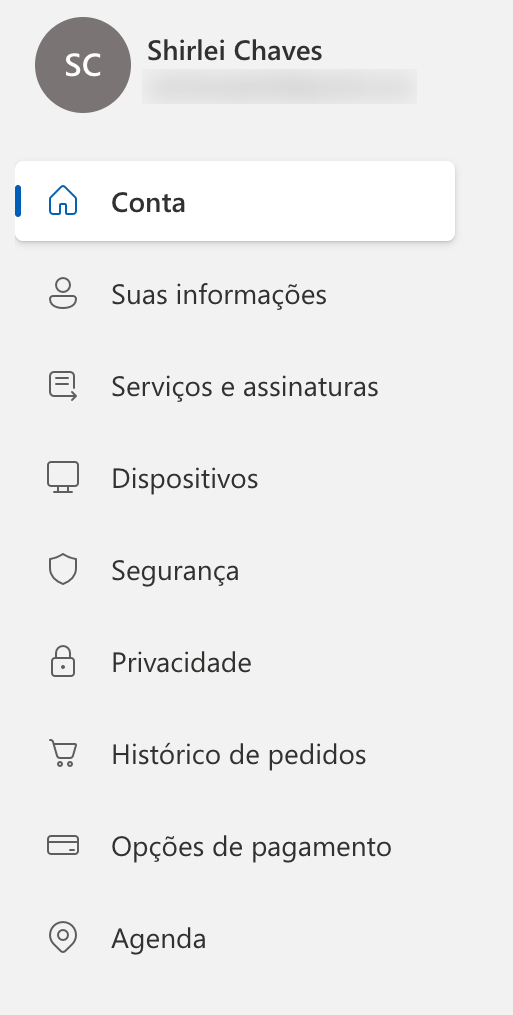 SC
Shirlei Chaves
Conta
Suas informações
Serviços e assinaturas
Dispositivos
Segurança
Privacidade
Histórico de pedidos
Opções de pagamento
Agenda